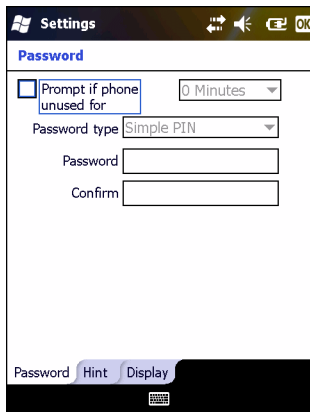 Settings
OK
Password
Prompt if phone 0 Minutes
unused for
Password type Simple PIN
Password
Confirm
Password Hint Display